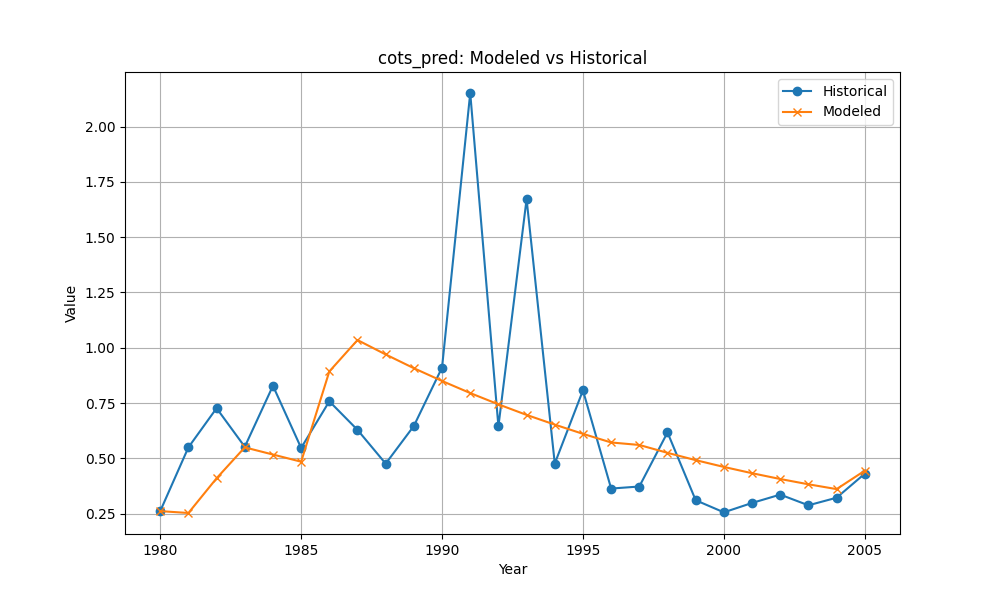 cots_pred: Modeled vs Historical
Historical
Modeled
Value
2.00
1.75
1.50
1.25
1.00
0.75
0.50
0.25
1980 1985 1990 1995 2000 2005
Year